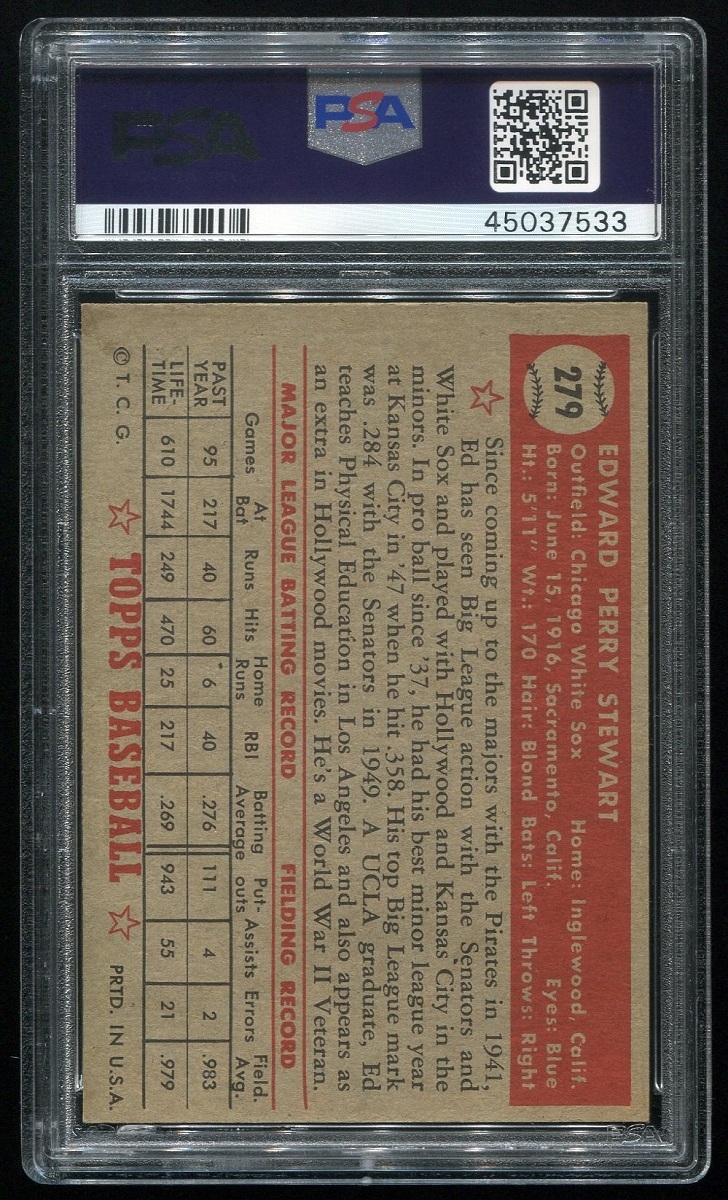 PSA
PSA
45037533
279
EDWARD PERRY STEWART
Outfield: Chicago White Sox Home: Inglewood, Calif.
Born: June 15, 1916, Sacramento, Calif. Eyes: Blue
Ht.: 5'11" Wt.: 170 Hair: Blond Bats: Left Throws: Right
Since coming up to the majors with the Pirates in 1941,
Ed has seen Big League action with the Senators and
White Sox and played with Hollywood and Kansas City in the
minors. In pro ball since '37, he had his best minor league year
at Kansas City in '47 when he hit .358. His top Big League mark
was .284 with the Senators in 1949. A UCLA graduate, Ed
teaches Physical Education in Los Angeles and also appears as
an extra in Hollywood movies. He's a World War II Veteran.
MAJOR LEAGUE BATTING RECORD FIELDING RECORD
Games At Bat Runs Hits Home Runs RBI Batting Average Put-outs Assists Errors Field. Avg.
PAST YEAR 95 217 40 60 6 40 .276 111 4 2 .983
LIFE-TIME 610 1744 249 470 25 217 .269 943 55 21 .979
© T. C. G. TOPPS BASEBALL PRTD. IN U.S.A.
PSA